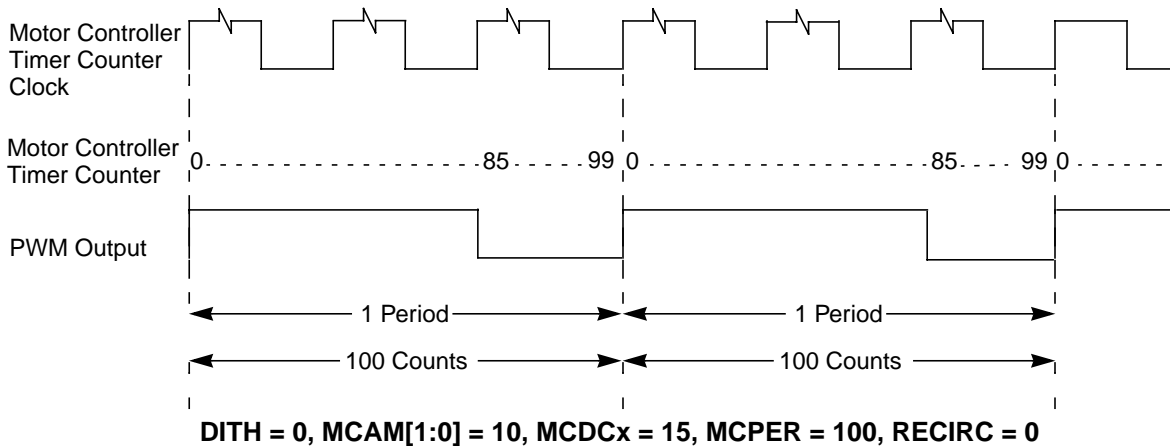 Motor Controller
Timer Counter
Clock
Motor Controller
Timer Counter
0 85 99 0 85 99 0
PWM Output
1 Period 1 Period
100 Counts 100 Counts
DITH = 0, MCAM[1:0] = 10, MCDCx = 15, MCPER = 100, RECIRC = 0